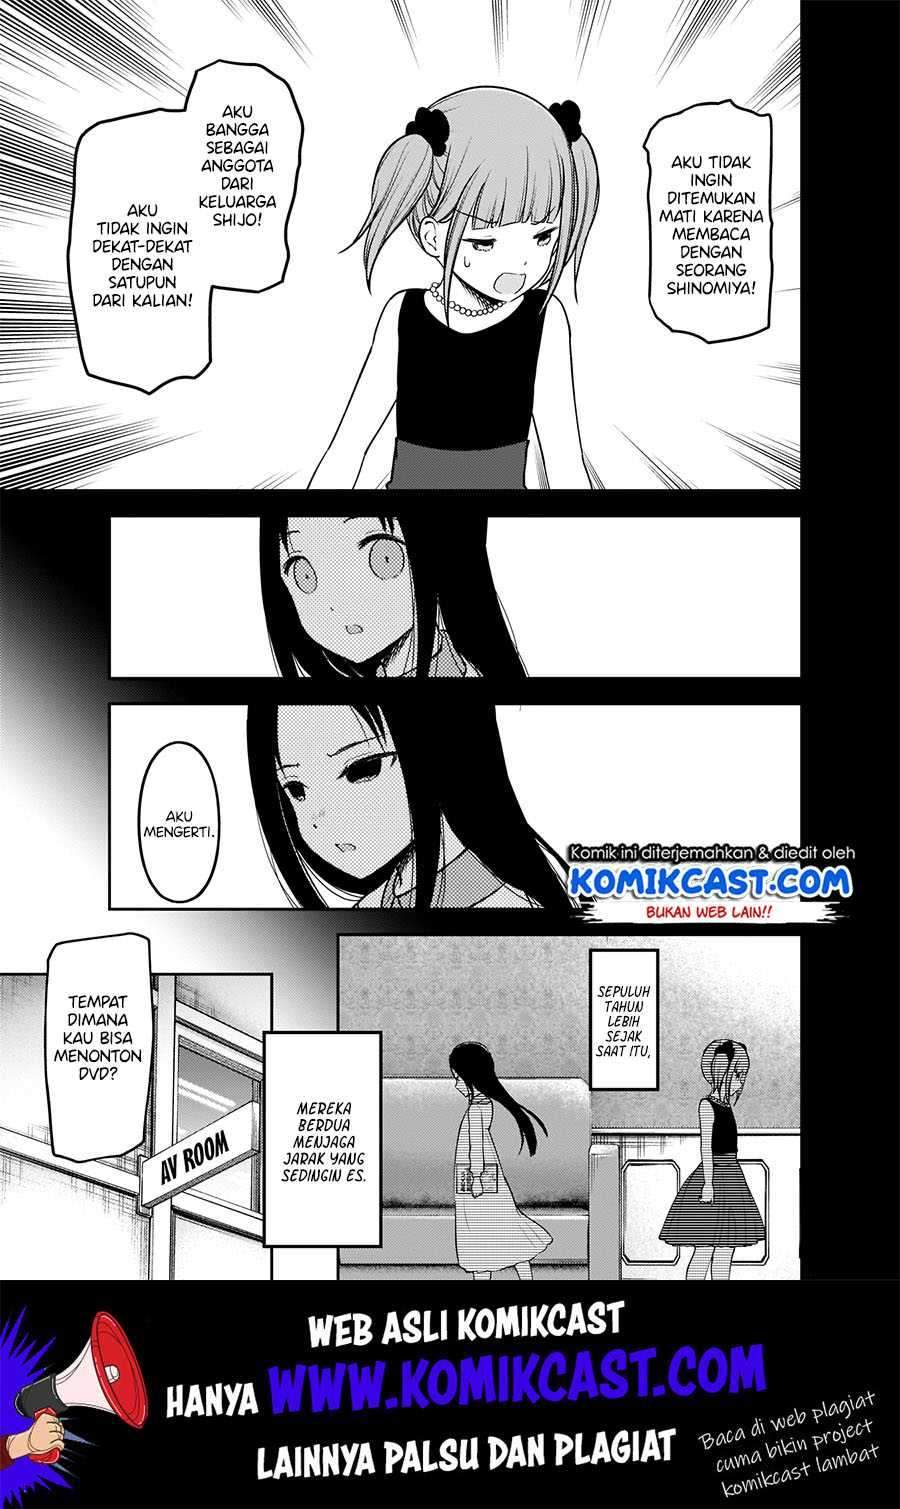 AKU TIDAK
INGIN
DITEMUKAN
MATI KARENA
MEMBACA
DENGAN
SEORANG
SHINOMIYA!
AKU
BANGGA
SEBAGAI
ANGGOTA
DARI
KELUARGA
SHIJO!
AKU
TIDAK INGIN
DEKAT-DEKAT
DENGAN
SATUPUN
DARI KALIAN!
AKU
MENGERTI.
Komik ini diterjemahkan & diedit oleh
KOMIKCAST.COM
BUKAN WEB LAIN!!
SEPULUH
TAHUN
LEBIH
SEJAK
SAAT ITU,
MEREKA
BERDUA
MENJAGA
JARAK YANG
SEDINGIN ES.
TEMPAT
DIMANA
KAU BISA
MENONTON
DVD?
AV ROOM
WEB ASLI KOMIKCAST
HANYA WWW.KOMIKCAST.COM
LAINNYA PALSU DAN PLAGIAT
Baca di web plagiat
cuma bikin project
komikcast lambat